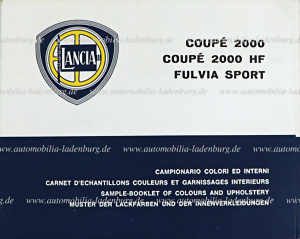 LANCIA
COUPÉ 2000
COUPÉ 2000 HF
FULVIA SPORT
www.automobilia-ladenburg.de
CAMPIONARIO COLORI ED INTERNI
CARNET D'ECHANTILLONS COULEURS ET GARNISSAGES INTERIEURS
SAMPLE-BOOKLET OF COLOURS AND UPHOLSTERY
MUSTER DER LACKFARBEN UND DER INNENVERKLEIDUNGEN